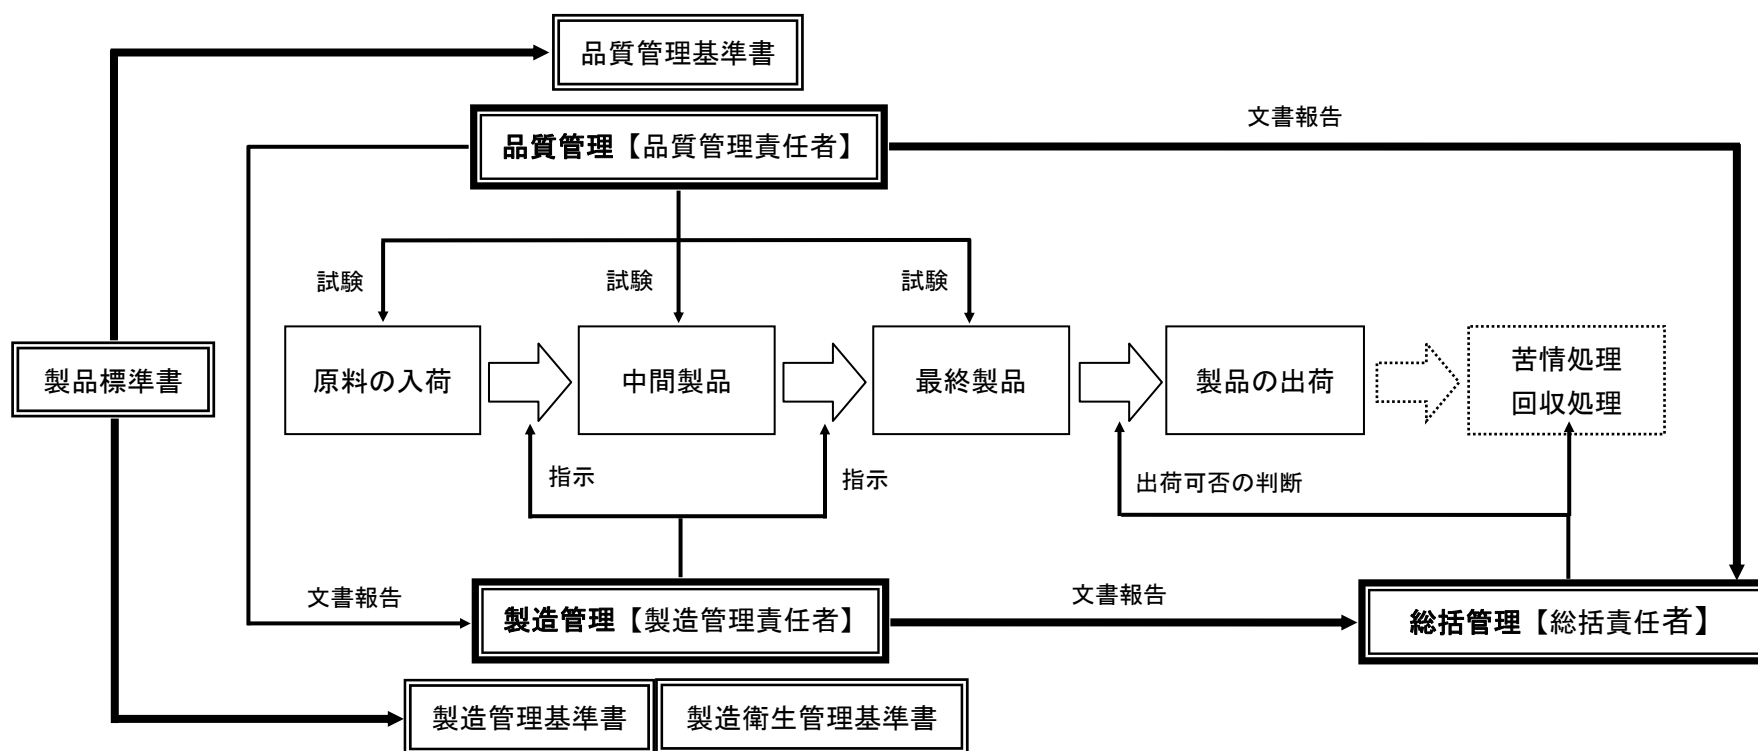 品質管理基準書
文書報告
品質管理【品質管理責任者】
試験
試験
試験
製品標準書
原料の入荷
中間製品
最終製品
製品の出荷
苦情処理
回収処理
指示
指示
出荷可否の判断
文書報告
文書報告
製造管理【製造管理責任者】
総括管理【総括責任者】
製造管理基準書
製造衛生管理基準書